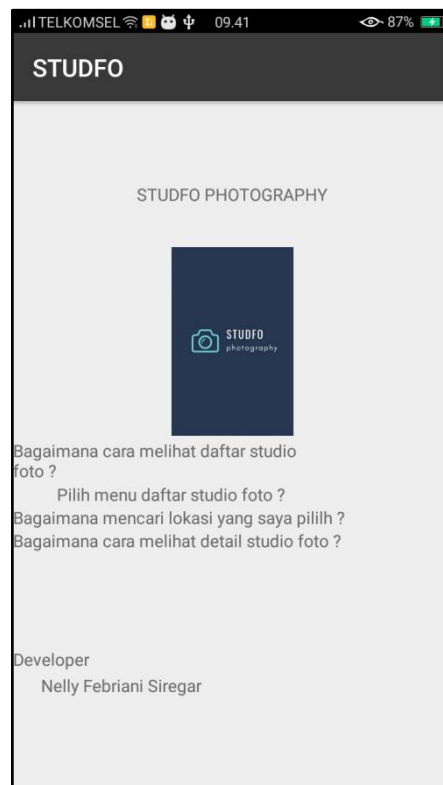 TELKOMSEL 09.41 87%
STUDFO
STUDFO PHOTOGRAPHY
STUDFO
photography
Bagaimana cara melihat daftar studio
foto ?
Pilih menu daftar studio foto ?
Bagaimana mencari lokasi yang saya pililh ?
Bagaimana cara melihat detail studio foto ?
Developer
Nelly Febriani Siregar